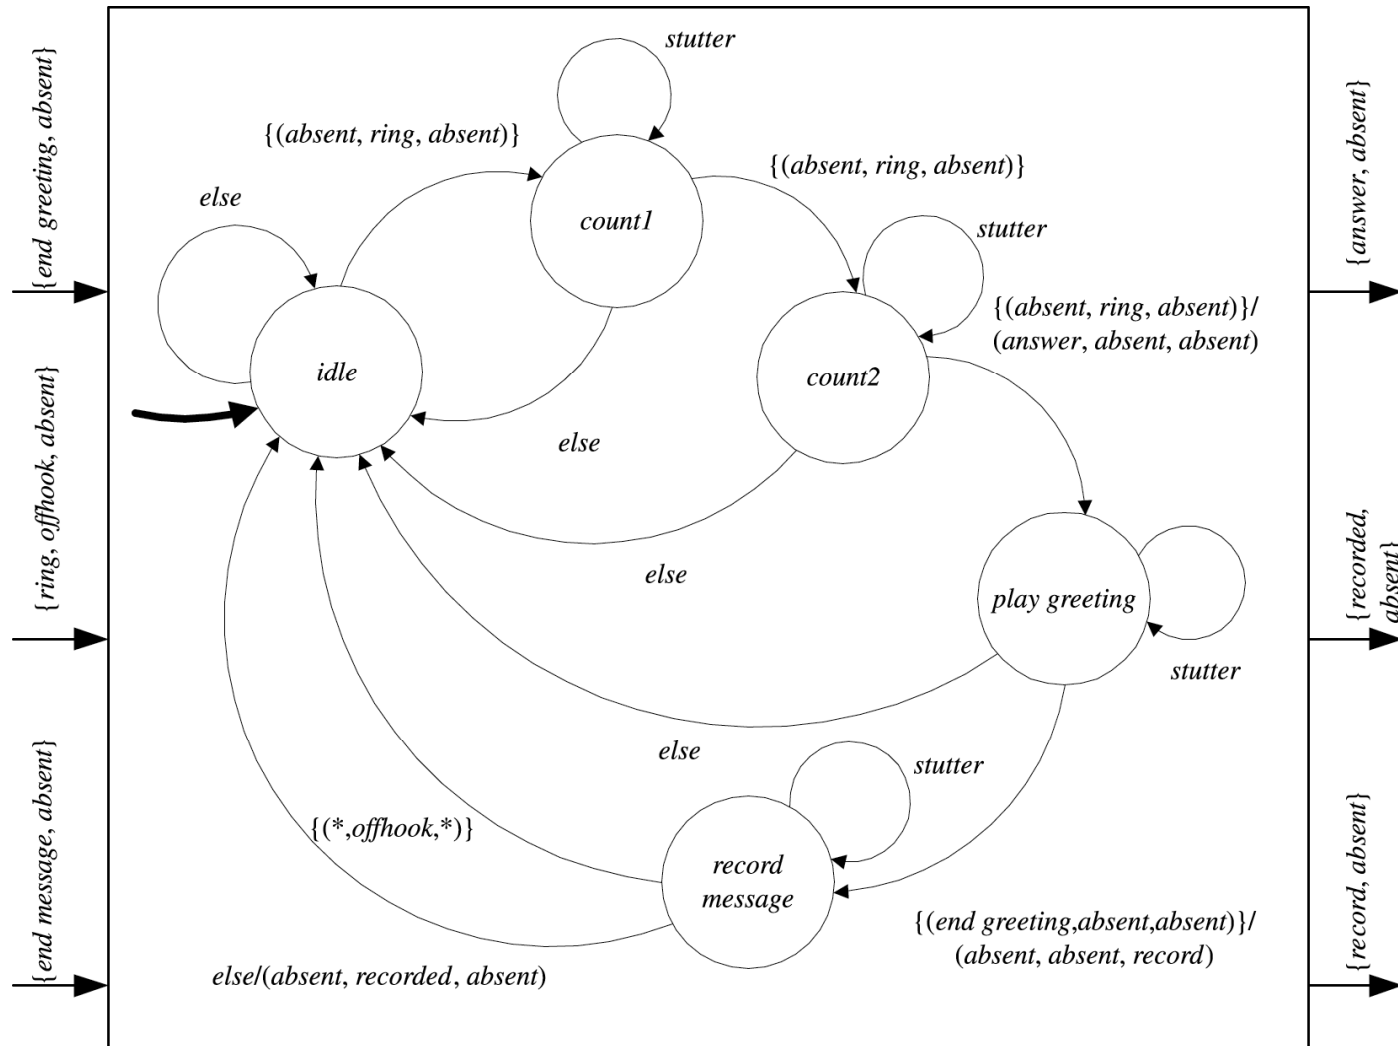 stutter
{(absent, ring, absent)}
{(absent, ring, absent)}
else
count1
stutter
{(absent, ring, absent)}/
(answer, absent, absent)
idle
count2
else
else
play greeting
stutter
else
stutter
{(*,offhook,*)}
record
message
{(end greeting,absent,absent)}/
(absent, absent, record)
else/(absent, recorded, absent)
{end greeting, absent}
{ring, offhook, absent}
{end message, absent}
{answer, absent}
{recorded,
absent}
{record, absent}